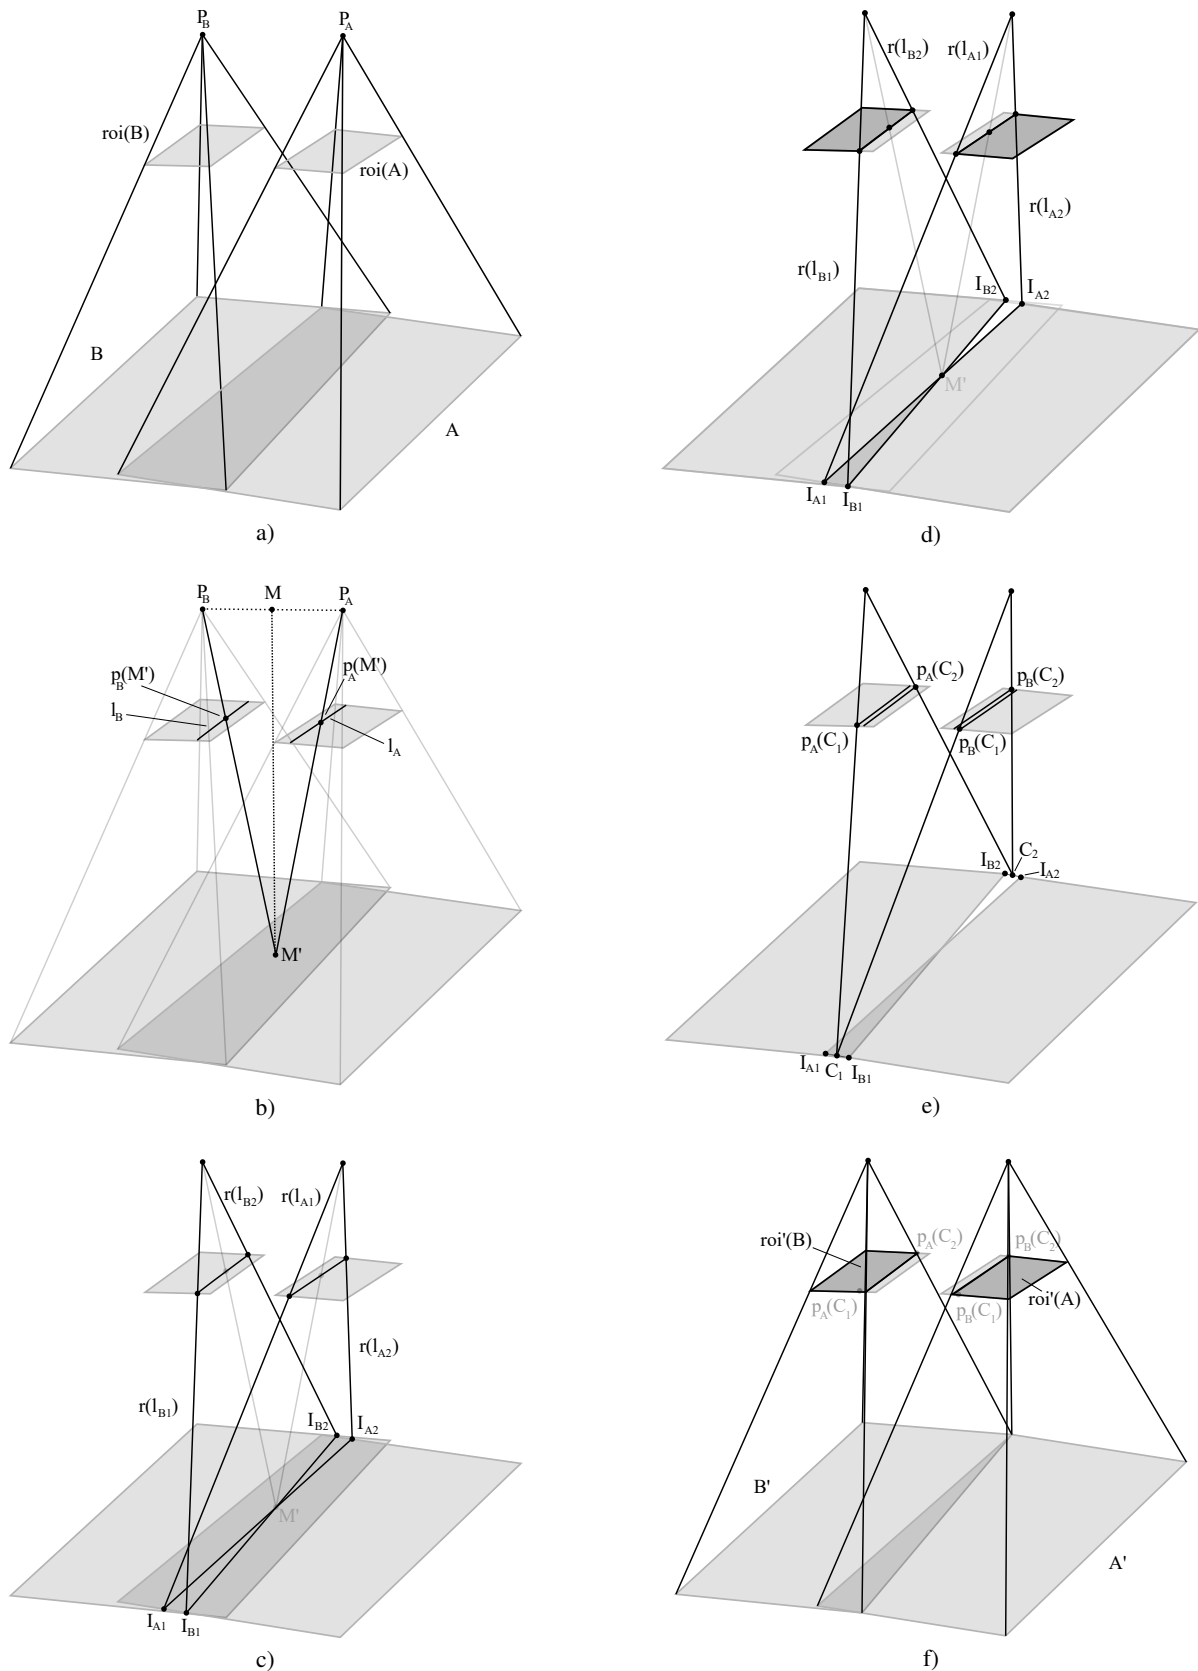 P_B P_A
roi(B)
roi(A)
B
A
a)
P_B M P_A
p_B(M') p_A(M')
l_B
l_A
M'
b)
r(l_B2) r(l_A1)
r(l_A2)
r(l_B1)
I_B2 I_A2
M'
I_A1 I_B1
c)
r(l_B2) r(l_A1)
r(l_A2)
r(l_B1)
I_B2 I_A2
M'
I_A1 I_B1
d)
p_A(C_2) p_B(C_2)
p_A(C_1) p_B(C_1)
C_2
I_B2 I_A2
I_A1 C_1 I_B1
e)
roi'(B) p_A(C_2) p_B(C_2)
p_A(C_1) p_B(C_1) roi'(A)
B'
A'
f)